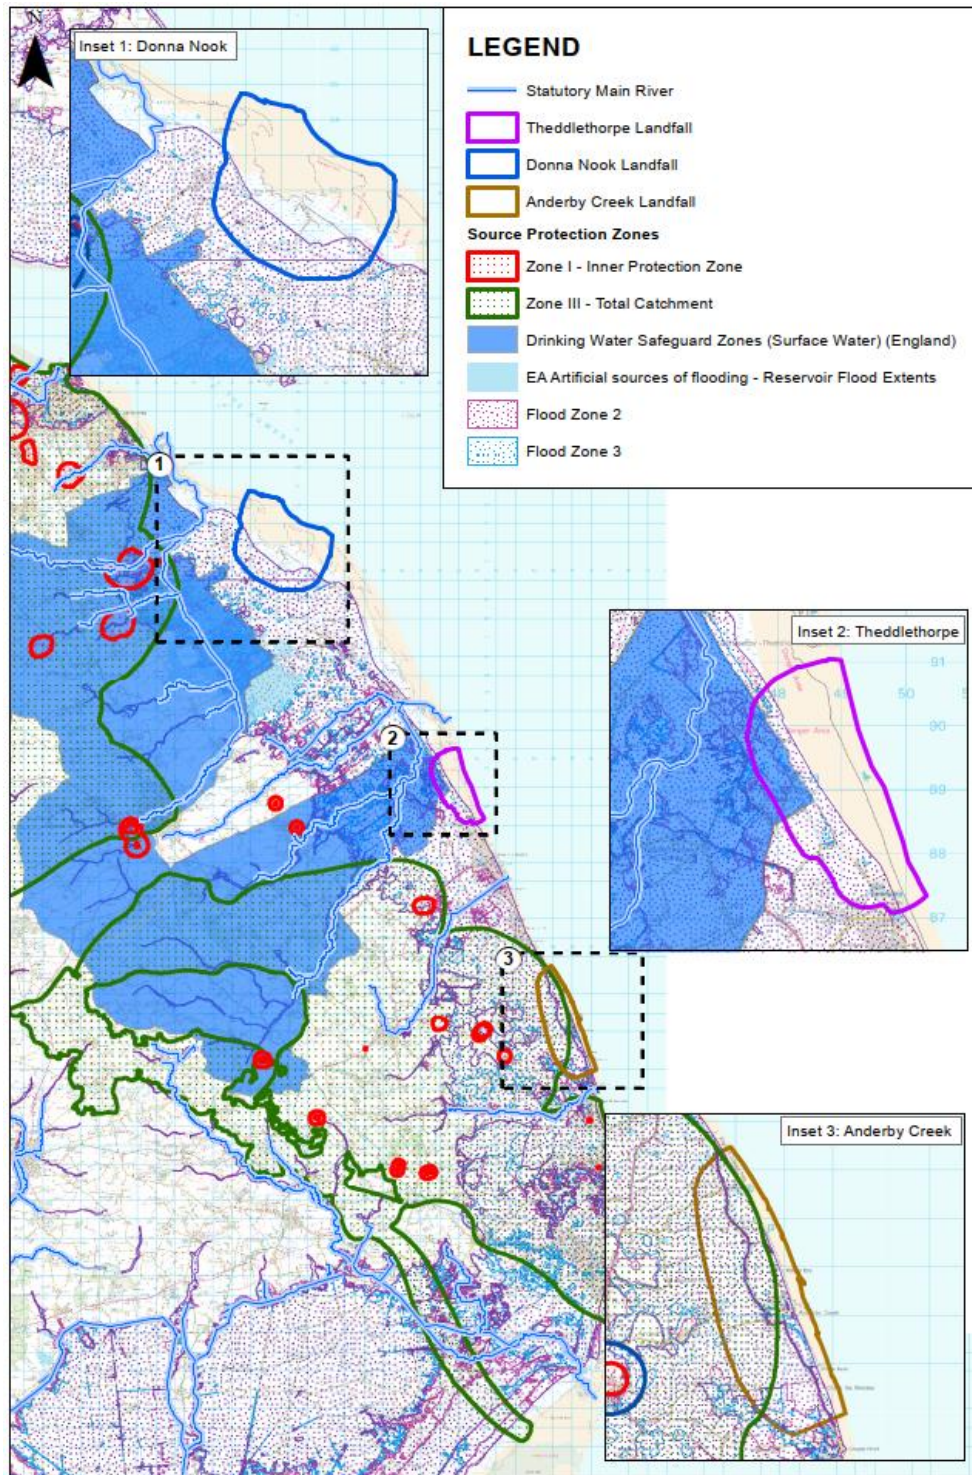 N
Inset 1: Donna Nook
LEGEND
Statutory Main River
Theddlethorpe Landfall
Donna Nook Landfall
Anderby Creek Landfall
Source Protection Zones
Zone I - Inner Protection Zone
Zone III - Total Catchment
Drinking Water Safeguard Zones (Surface Water) (England)
EA Artificial sources of flooding - Reservoir Flood Extents
Flood Zone 2
Flood Zone 3
1
2
Inset 2: Theddlethorpe
91
50
90
89
88
87
3
Inset 3: Anderby Creek